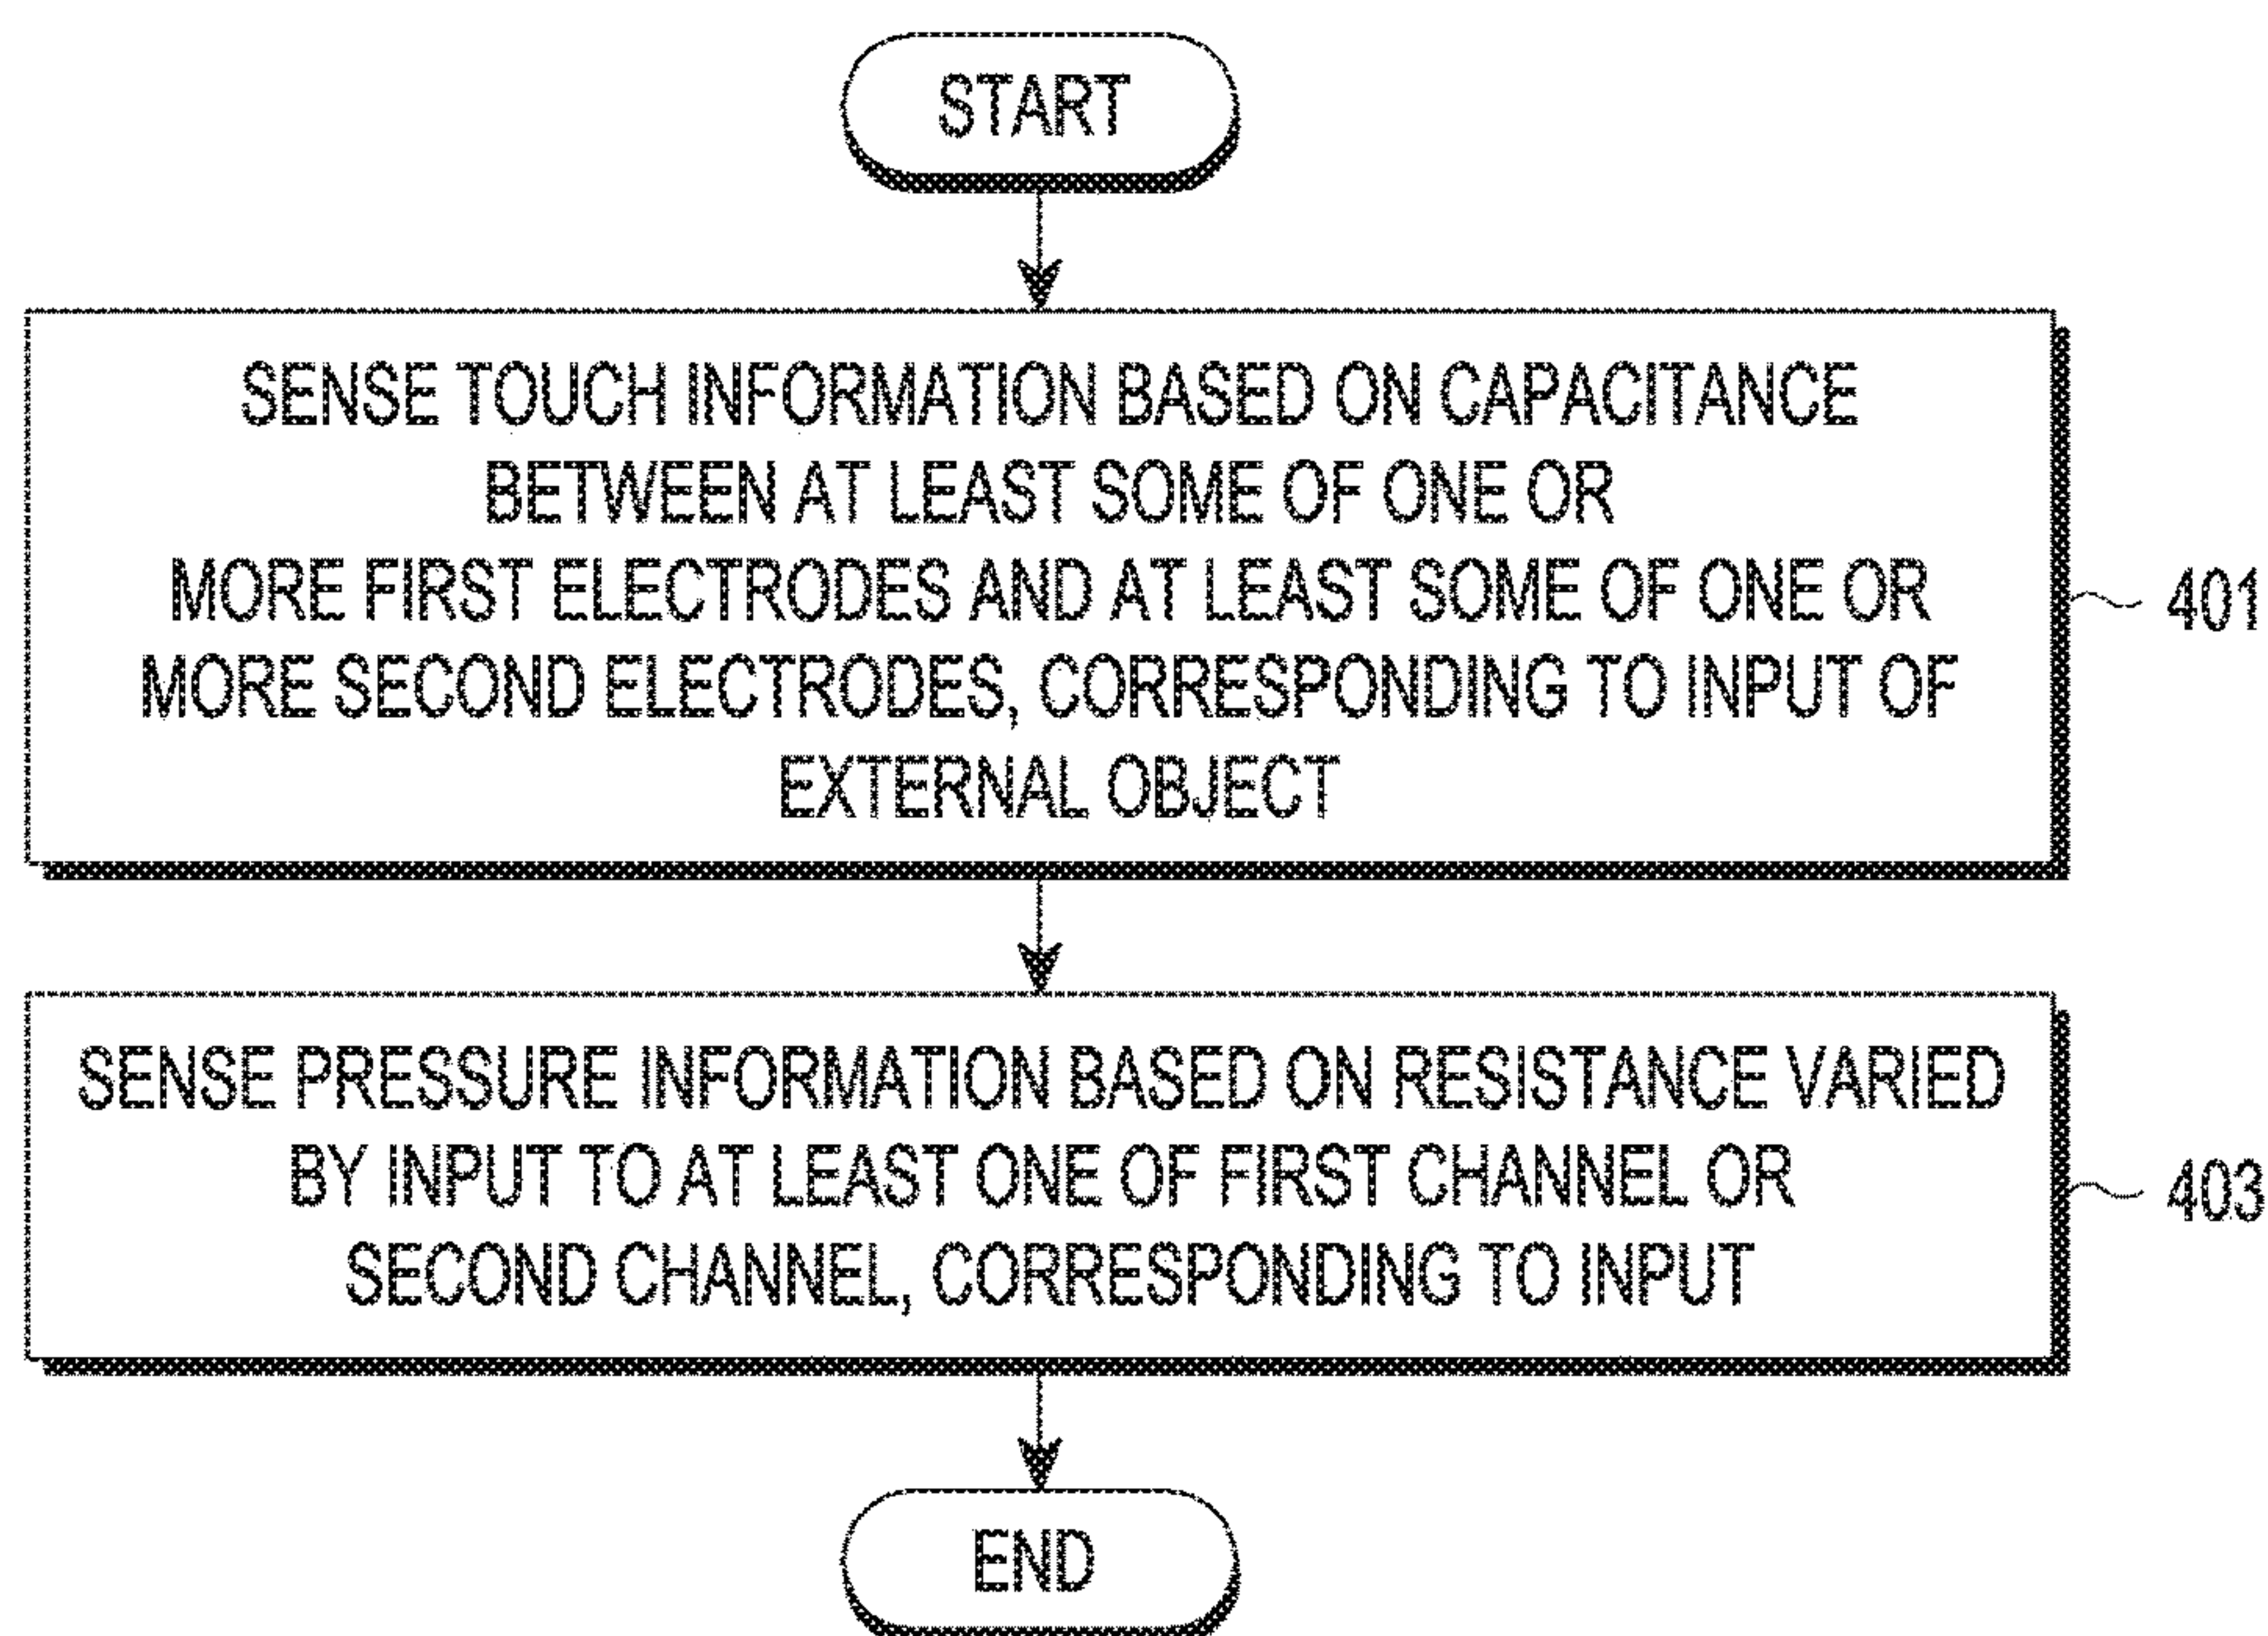 START
SENSE TOUCH INFORMATION BASED ON CAPACITANCE
BETWEEN AT LEAST SOME OF ONE OR
MORE FIRST ELECTRODES AND AT LEAST SOME OF ONE OR
MORE SECOND ELECTRODES, CORRESPONDING TO INPUT OF
EXTERNAL OBJECT
401
SENSE PRESSURE INFORMATION BASED ON RESISTANCE VARIED
BY INPUT TO AT LEAST ONE OF FIRST CHANNEL OR
SECOND CHANNEL, CORRESPONDING TO INPUT
403
END